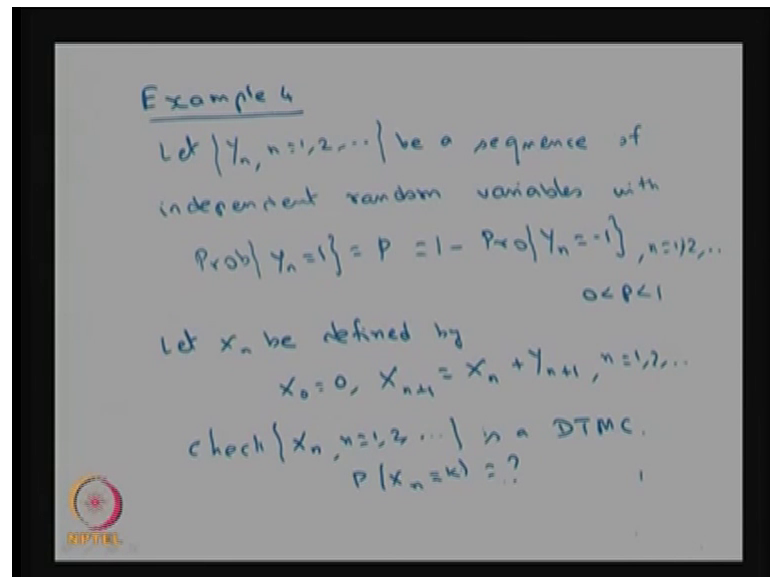 Example 4
Let {Yn, n=1,2,...} be a sequence of
independent random variables with
Prob{Yn=1} = P = 1- Pro{Yn=-1}, n=1,2,..
0<P<1
Let Xn be defined by
X0=0, Xn+1 = Xn + Yn+1, n=1,2,..
check {Xn, n=1,2,...} is a DTMC.
P(Xn=k) = ?
NPTEL